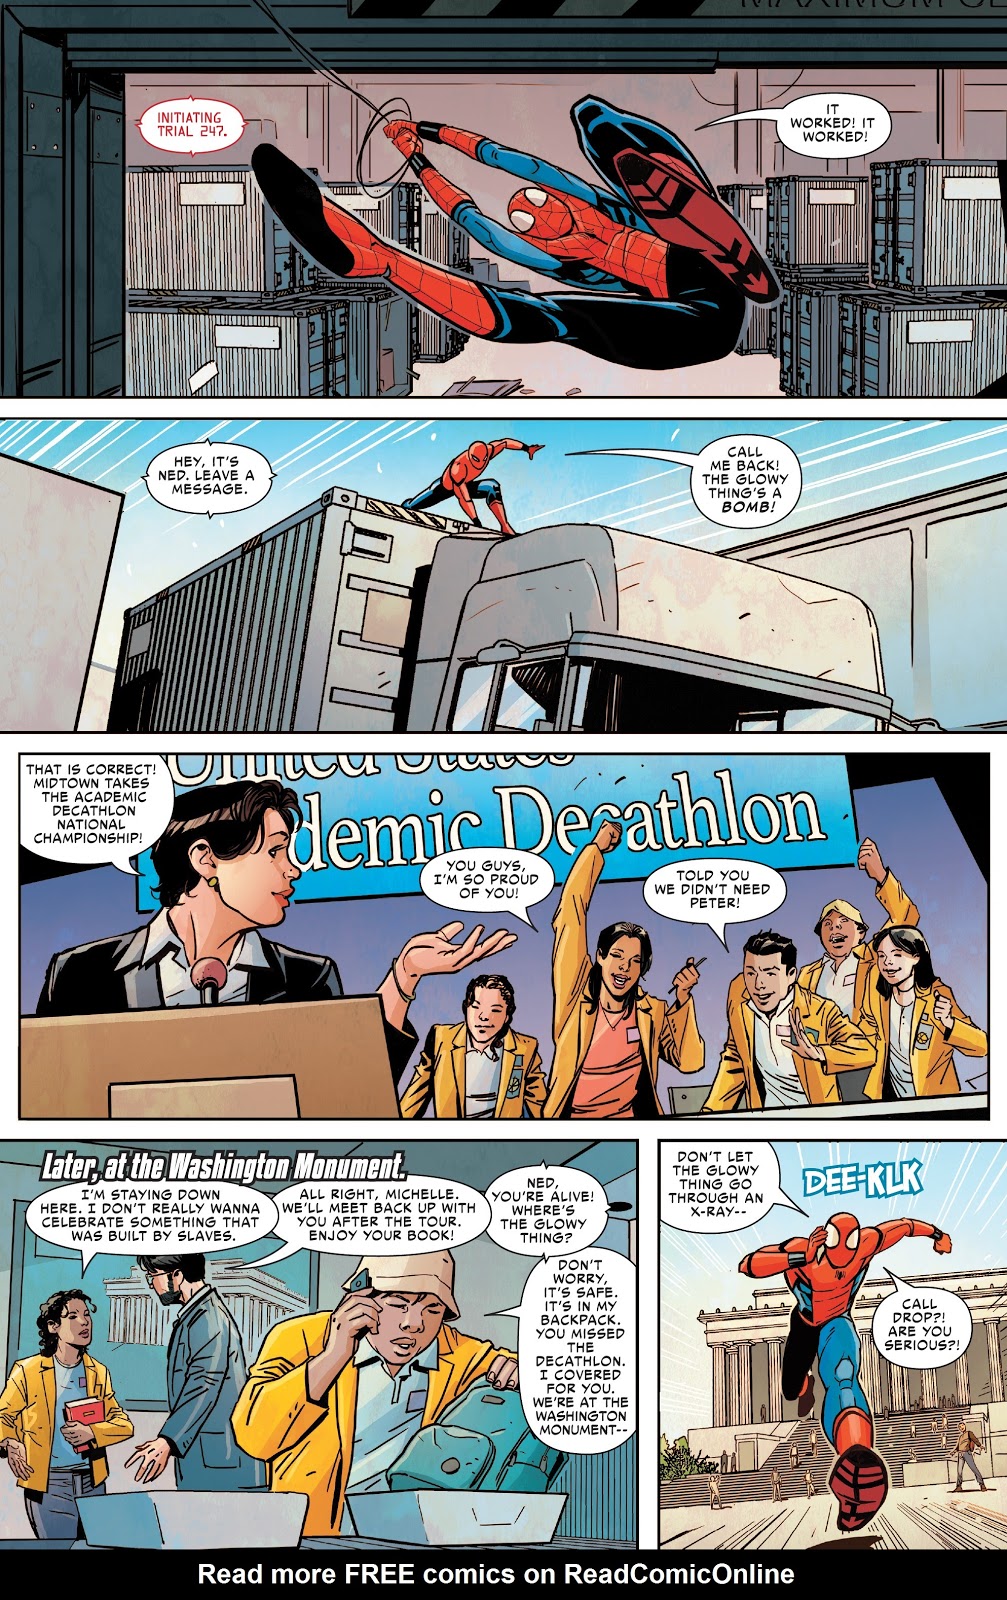 MAXIMUM
INITIATING
TRIAL 247.
IT
WORKED! IT
WORKED!
HEY, IT'S
NED. LEAVE A
MESSAGE.
CALL
ME BACK!
THE GLOWY
THING'S A
BOMB!
THAT IS CORRECT!
MIDTOWN TAKES
THE ACADEMIC
DECATHLON
NATIONAL
CHAMPIONSHIP!
United States
demic Decathlon
YOU GUYS,
I'M SO PROUD
OF YOU!
TOLD YOU
WE DIDN'T NEED
PETER!
Later, at the Washington Monument.
I'M STAYING DOWN
HERE. I DON'T REALLY WANNA
CELEBRATE SOMETHING THAT
WAS BUILT BY SLAVES.
ALL RIGHT, MICHELLE.
WE'LL MEET BACK UP WITH
YOU AFTER THE TOUR.
ENJOY YOUR BOOK!
NED,
YOU'RE ALIVE!
WHERE'S
THE GLOWY
THING?
DON'T
WORRY,
IT'S SAFE.
IT'S IN MY
BACKPACK.
YOU MISSED
THE
DECATHLON.
I COVERED
FOR YOU.
WE'RE AT THE
WASHINGTON
MONUMENT--
DON'T LET
THE GLOWY
THING GO
THROUGH AN
X-RAY--
DEE-KLK
CALL
DROP?!
ARE YOU
SERIOUS?!
Read more FREE comics on ReadComicOnline